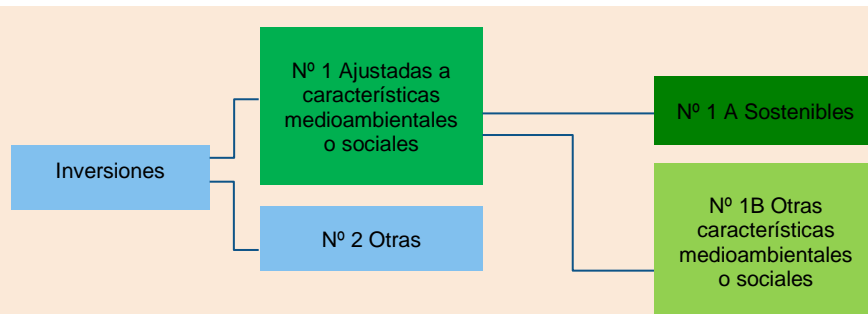 Inversiones
Nº 1 Ajustadas a
características
medioambientales
o sociales
Nº 2 Otras
Nº 1 A Sostenibles
Nº 1B Otras
características
medioambientales
o sociales